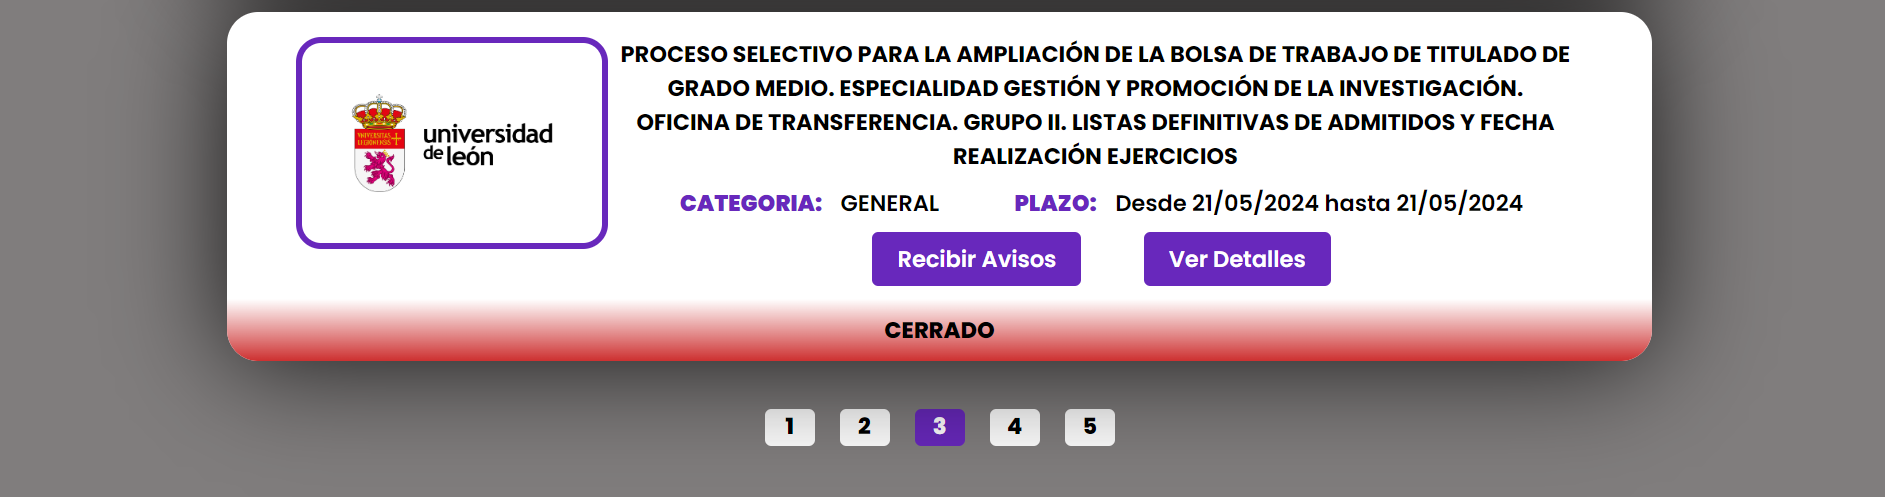 PROCESO SELECTIVO PARA LA AMPLIACIÓN DE LA BOLSA DE TRABAJO DE TITULADO DE
GRADO MEDIO. ESPECIALIDAD GESTIÓN Y PROMOCIÓN DE LA INVESTIGACIÓN.
OFICINA DE TRANSFERENCIA. GRUPO II. LISTAS DEFINITIVAS DE ADMITIDOS Y FECHA
REALIZACIÓN EJERCICIOS
UNIVERSITAS
LEGIONENSIS
universidad
de león
CATEGORIA: GENERAL PLAZO: Desde 21/05/2024 hasta 21/05/2024
Recibir Avisos Ver Detalles
CERRADO
1 2 3 4 5